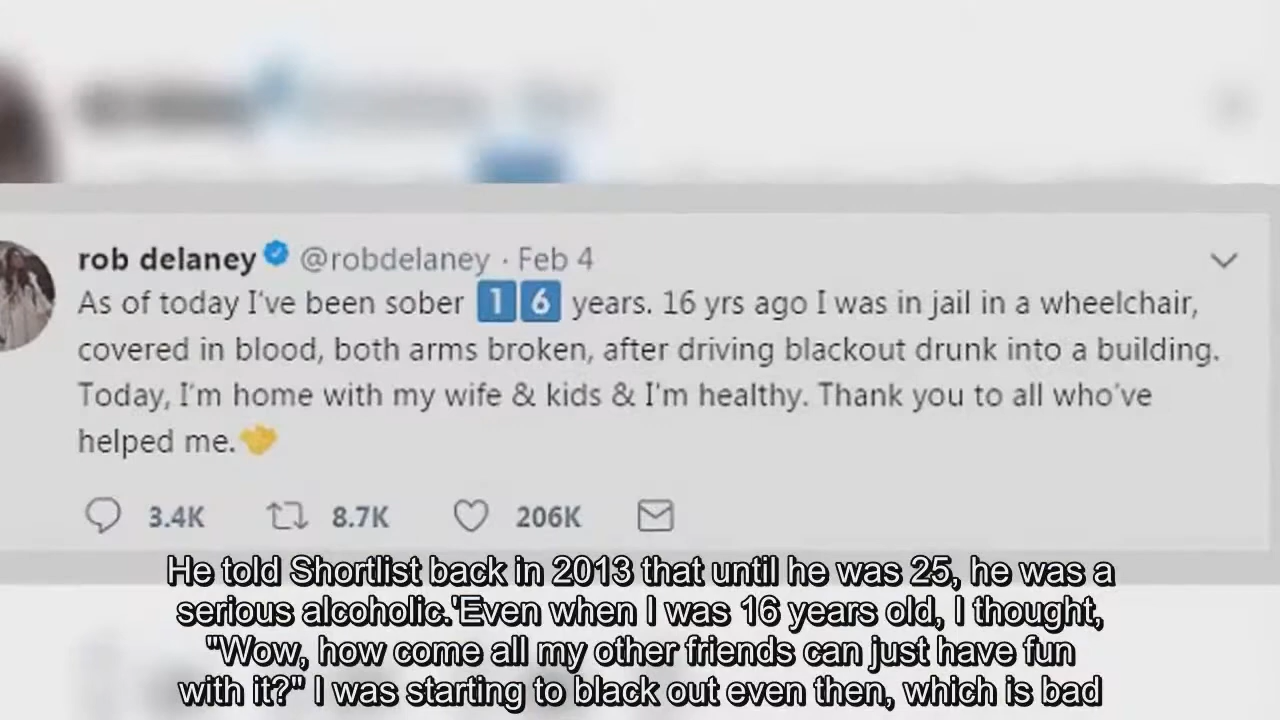 rob delaney @robdelaney · Feb 4
As of today I've been sober 16 years. 16 yrs ago I was in jail in a wheelchair,
covered in blood, both arms broken, after driving blackout drunk into a building.
Today, I'm home with my wife & kids & I'm healthy. Thank you to all who've
helped me.
3.4K 8.7K 206K
He told Shortlist back in 2013 that until he was 25, he was a
serious alcoholic.'Even when I was 16 years old, I thought,
"Wow, how come all my other friends can just have fun
with it?" I was starting to black out even then, which is bad